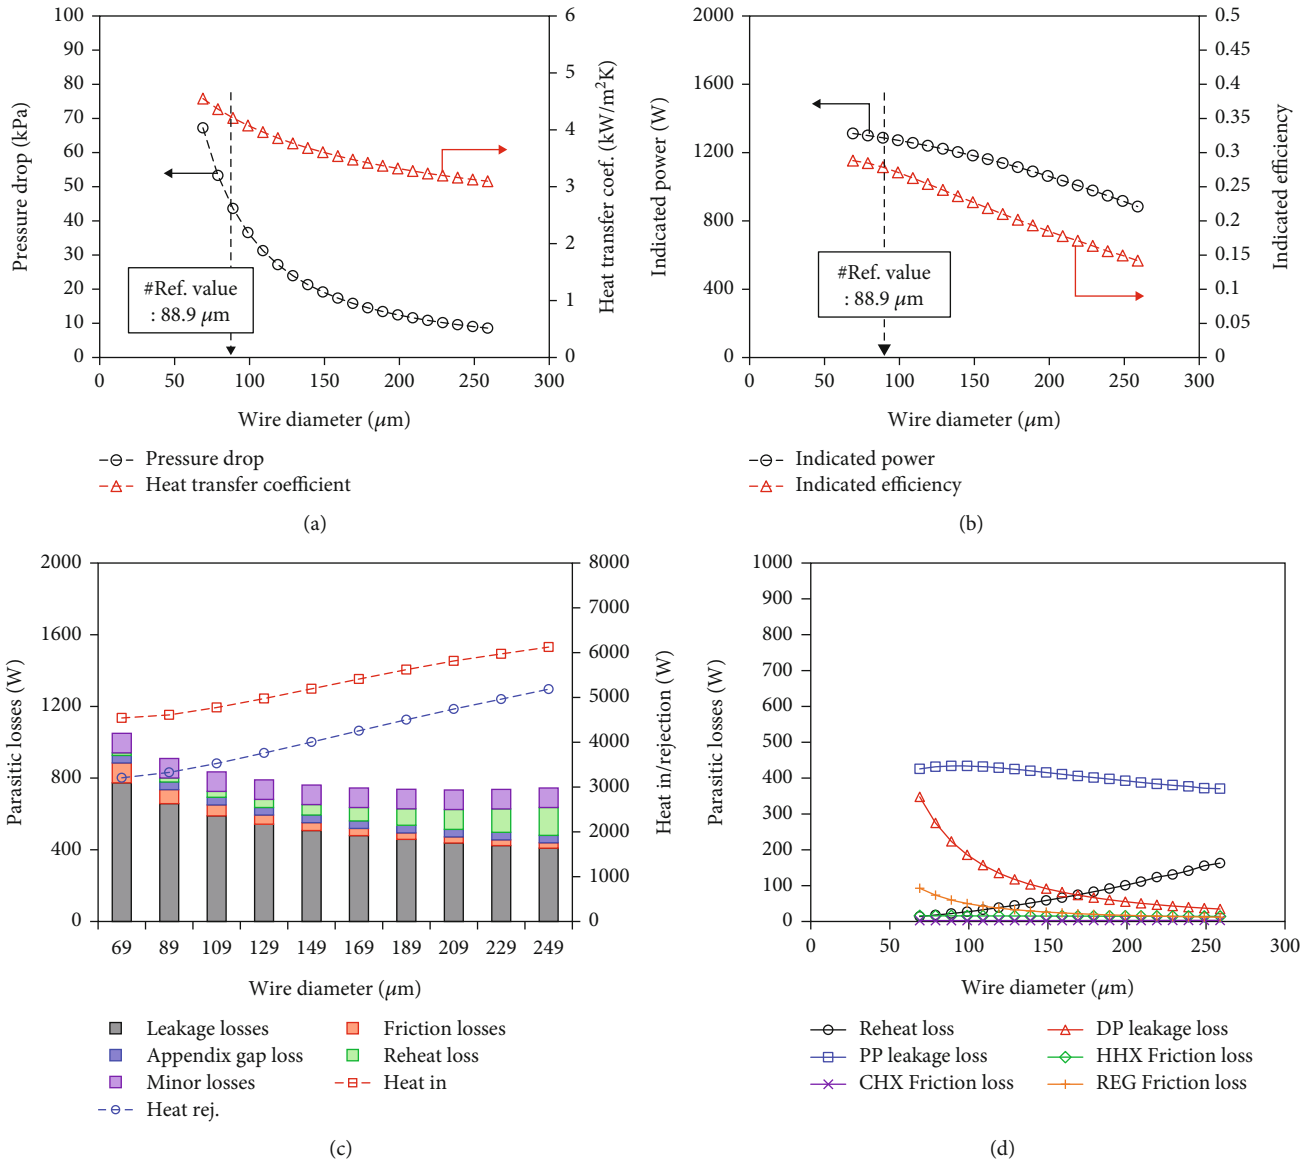 100
90
80
70
60
50
40
30
20
10
0
Pressure drop (kPa)
6
5
4
3
2
1
0
Heat transfer coef. (kW/m²K)
#Ref. value
: 88.9 μm
0 50 100 150 200 250 300
Wire diameter (μm)
Pressure drop
Heat transfer coefficient
(a)
2000
1600
1200
800
400
0
Indicated power (W)
0.5
0.45
0.4
0.35
0.3
0.25
0.2
0.15
0.1
0.05
0
Indicated efficiency
#Ref. value
: 88.9 μm
0 50 100 150 200 250 300
Wire diameter (μm)
Indicated power
Indicated efficiency
(b)
2000
1600
1200
800
400
0
Parasitic losses (W)
8000
7000
6000
5000
4000
3000
2000
1000
0
Heat in/rejection (W)
69 89 109 129 149 169 189 209 229 249
Wire diameter (μm)
Leakage losses
Friction losses
Appendix gap loss
Reheat loss
Minor losses
Heat in
Heat rej.
(c)
1000
900
800
700
600
500
400
300
200
100
0
Parasitic losses (W)
0 50 100 150 200 250 300
Wire diameter (μm)
Reheat loss
DP leakage loss
PP leakage loss
HHX Friction loss
CHX Friction loss
REG Friction loss
(d)